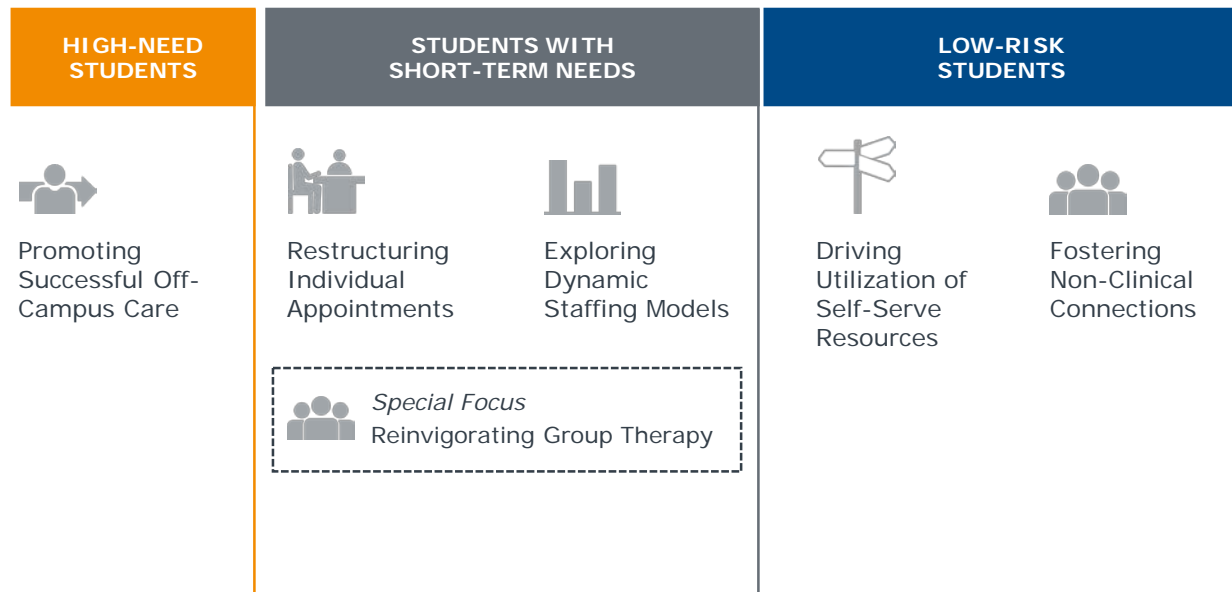 HIGH-NEED
STUDENTS
STUDENTS WITH
SHORT-TERM NEEDS
LOW-RISK
STUDENTS
Promoting
Successful Off-
Campus Care
Restructuring
Individual
Appointments
Exploring
Dynamic
Staffing Models
Special Focus
Reinvigorating Group Therapy
Driving
Utilization of
Self-Serve
Resources
Fostering
Non-Clinical
Connections